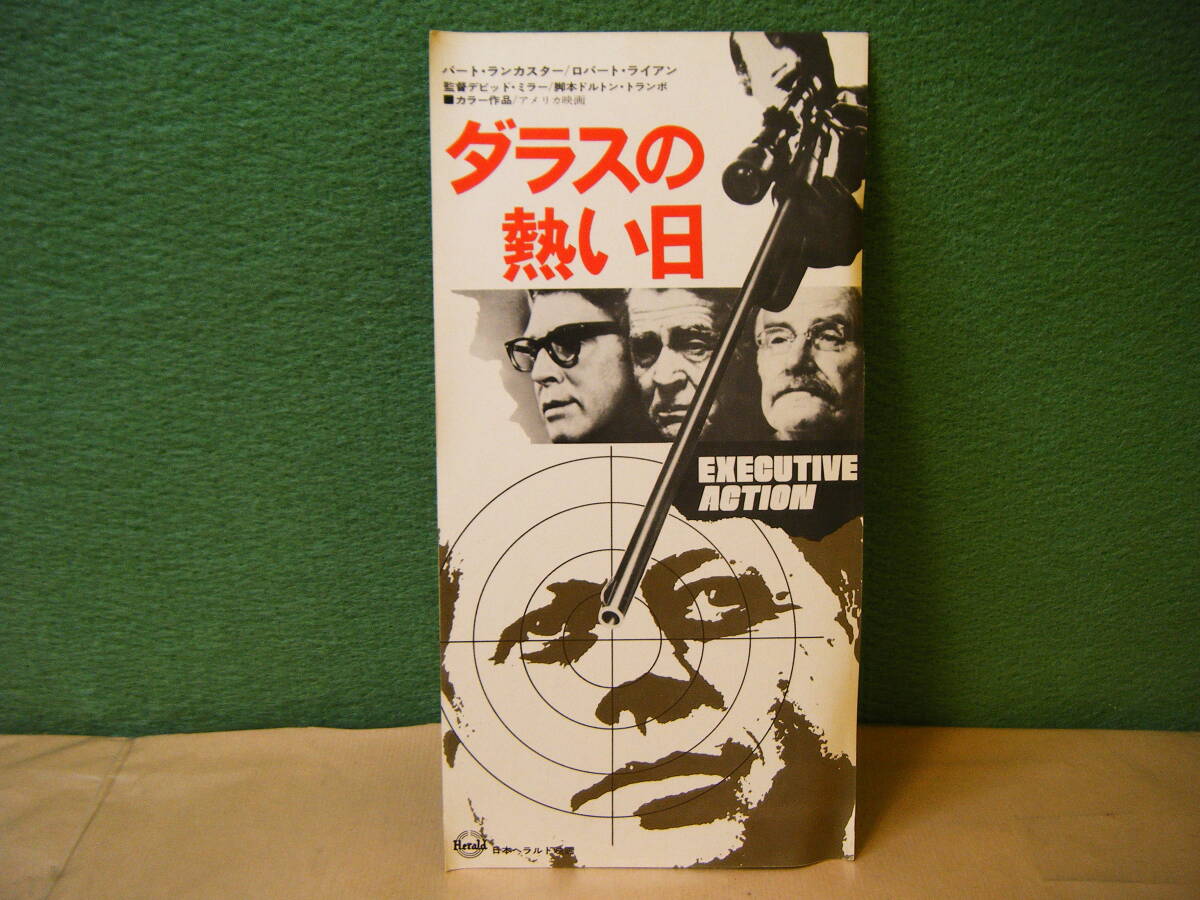 バート・ランカスター/ロバート・ライアン
監督デビッド・ミラー/脚本ドルトン・トランボ
■カラー作品/アメリカ映画
ダラスの
熱い日
EXECUTIVE
ACTION
Herald 日本ヘラルド映画